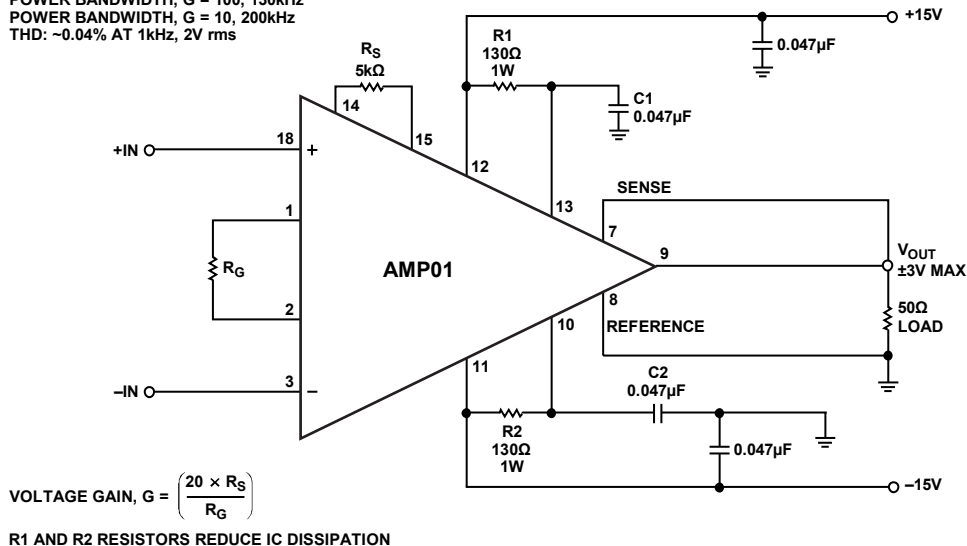 POWER BANDWIDTH, G = 100, 130kHz
POWER BANDWIDTH, G = 10, 200kHz
THD: ~0.04% AT 1kHz, 2V rms
+15V
0.047µF
R1
130Ω
1W
RS
5kΩ
C1
0.047µF
14
15
18
+IN
+
12
13
SENSE
1
7
RG
AMP01
9
VOUT
±3V MAX
2
8
REFERENCE
50Ω
LOAD
10
11
–IN
3
–
C2
0.047µF
R2
130Ω
1W
0.047µF
–15V
VOLTAGE GAIN, G = (20 × RS / RG)
R1 AND R2 RESISTORS REDUCE IC DISSIPATION